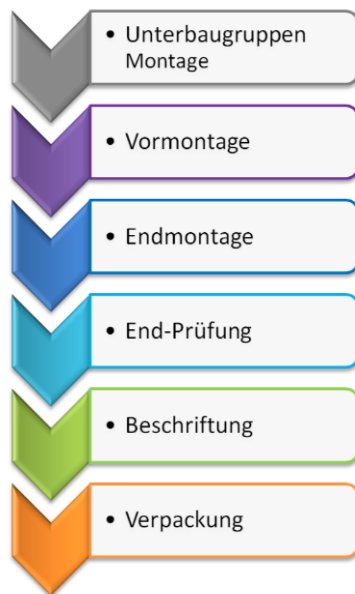 • Unterbaugruppen
Montage
• Vormontage
• Endmontage
• End-Prüfung
• Beschriftung
• Verpackung